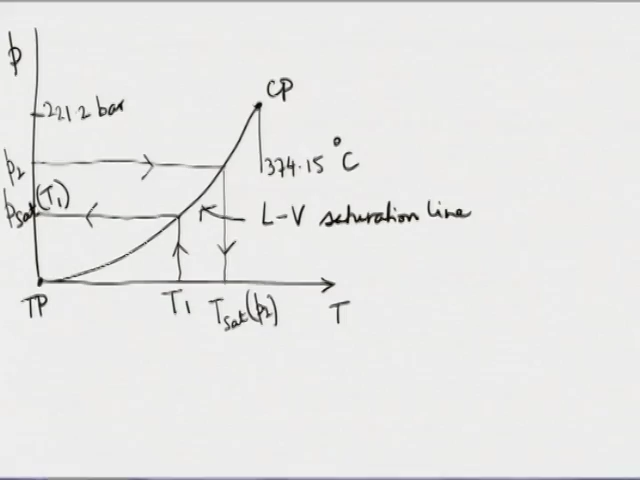 p
CP
221.2 bar
p2
374.15 °C
psat(T1)
L-V saturation line
TP
T1
Tsat(p2)
T